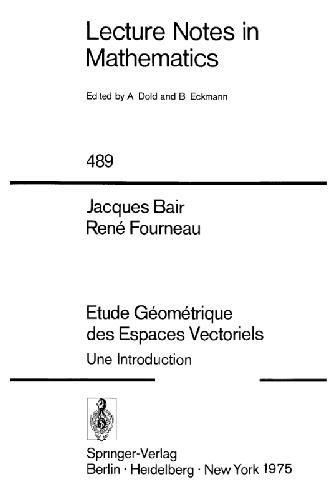 Lecture Notes in
Mathematics
Edited by A. Dold and B. Eckmann
489
Jacques Bair
René Fourneau
Etude Géométrique
des Espaces Vectoriels
Une Introduction
Springer-Verlag
Berlin · Heidelberg · New York 1975